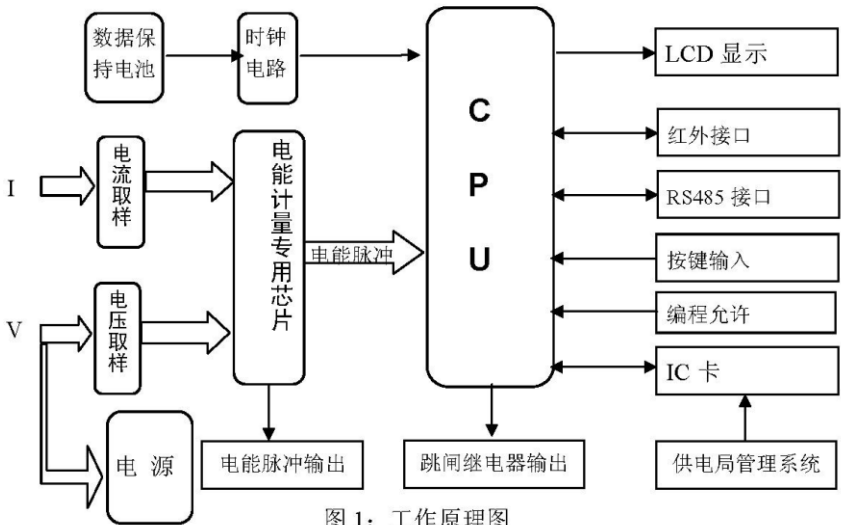 数据保
持电池
时钟
电路
C
P
U
LCD 显示
红外接口
RS485 接口
按键输入
编程允许
IC 卡
供电局管理系统
I
电流取样
电能计量专用芯片
电能脉冲
V
电压取样
电 源
电能脉冲输出
跳闸继电器输出
图 1：工作原理图